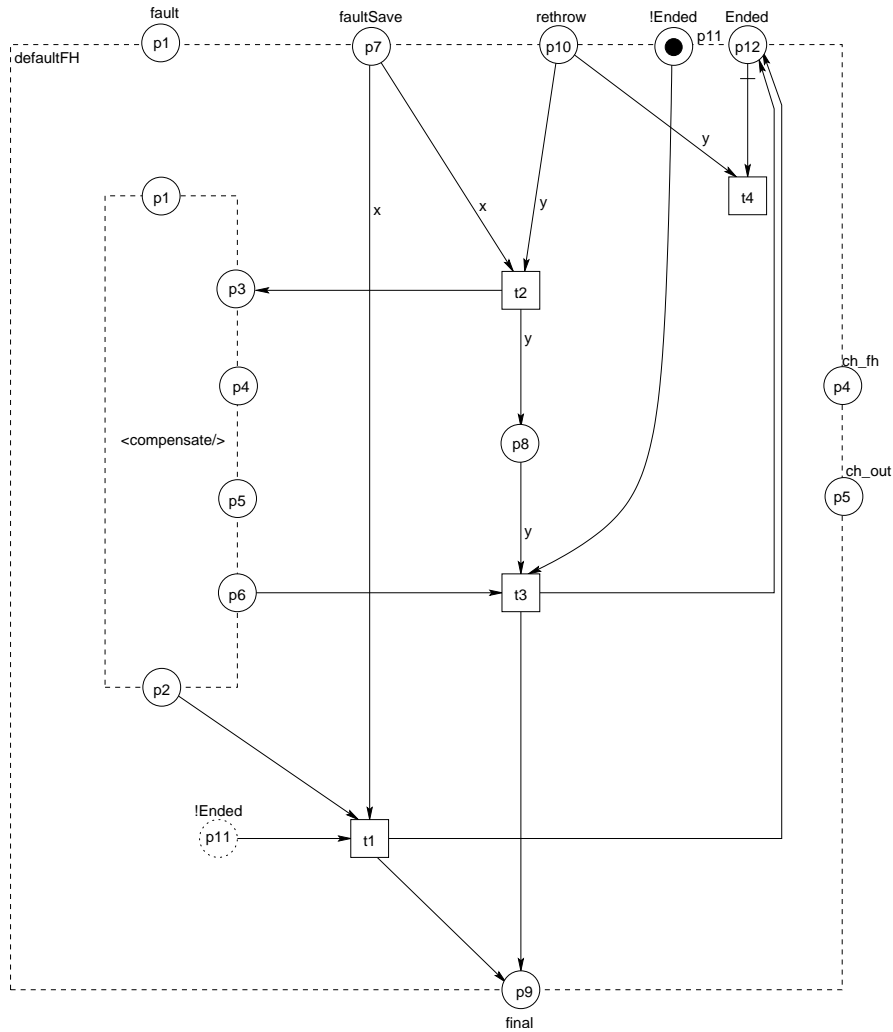 fault
faultSave
rethrow
!Ended
Ended
p1
p7
p10
p11
p12
defaultFH
y
t4
p1
x
x
y
p3
t2
y
ch_fh
p4
p4
<compensate/>
p8
ch_out
p5
p5
y
p6
t3
p2
!Ended
p11
t1
p9
final